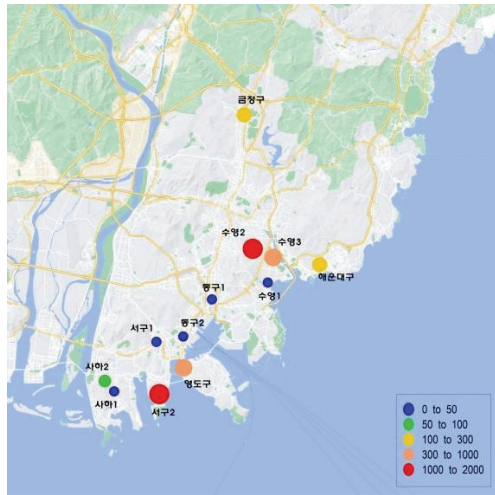 금정구
수영2
수영3
해운대구
수영1
동구1
동구2
서구1
사하2
영도구
사하1
서구2
0 to 50
50 to 100
100 to 300
300 to 1000
1000 to 2000